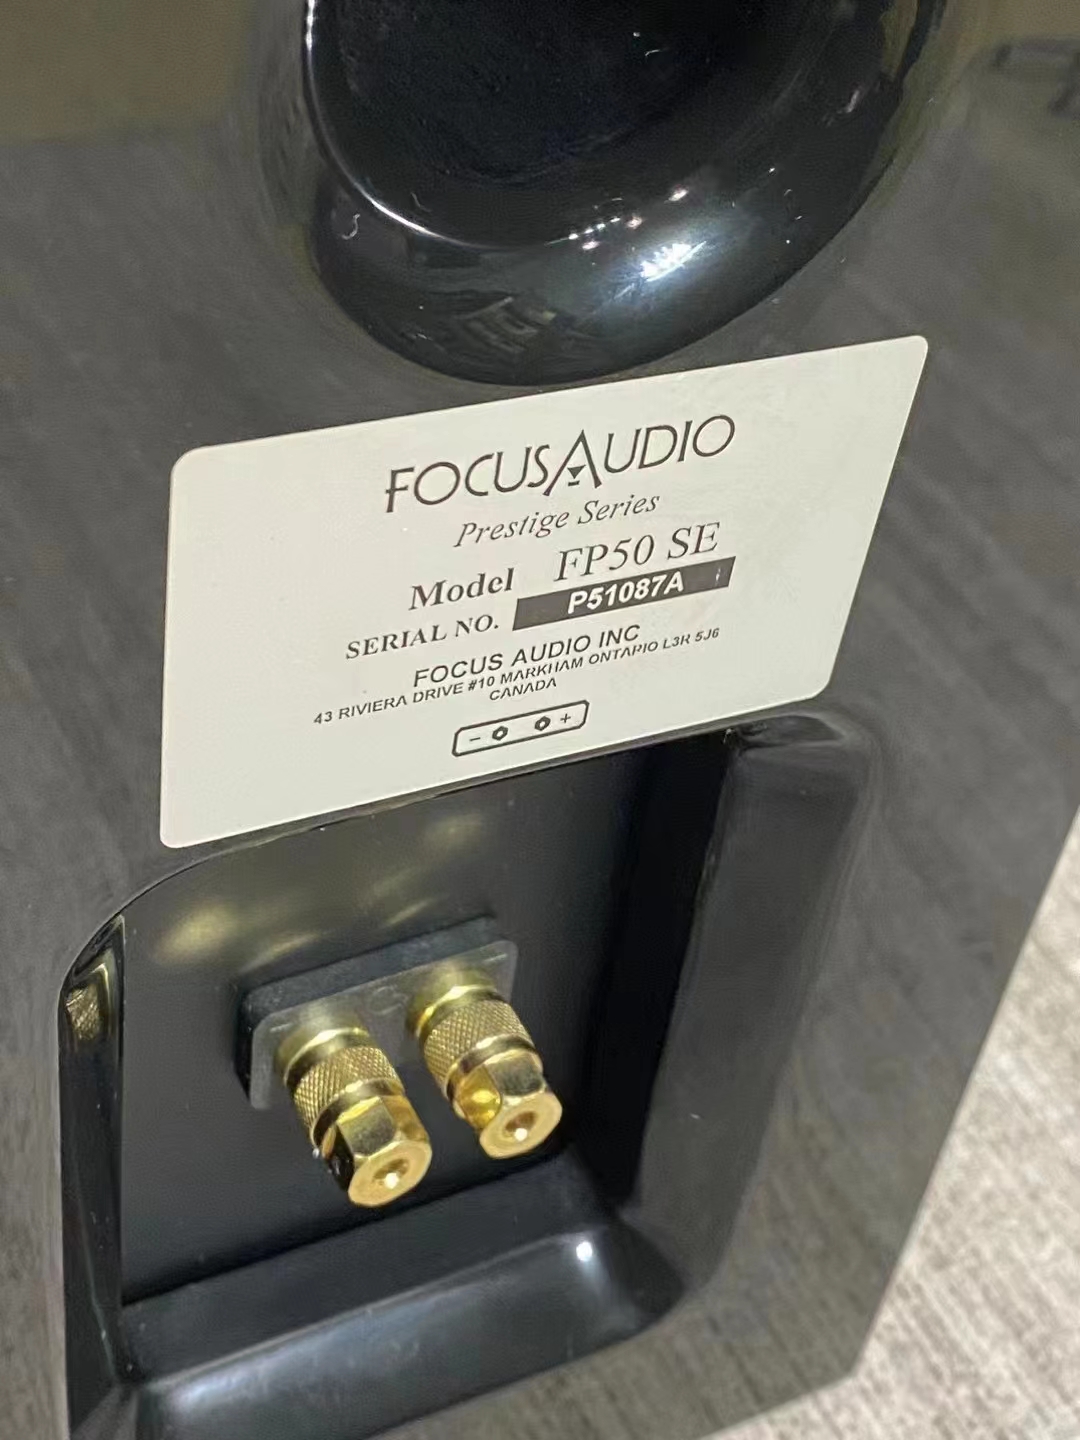 FOCUSAUDIO
Prestige Series
Model FP50 SE
SERIAL NO. P51087A
FOCUS AUDIO INC
43 RIVIERA DRIVE #10 MARKHAM ONTARIO L3R 5J6
CANADA
- +